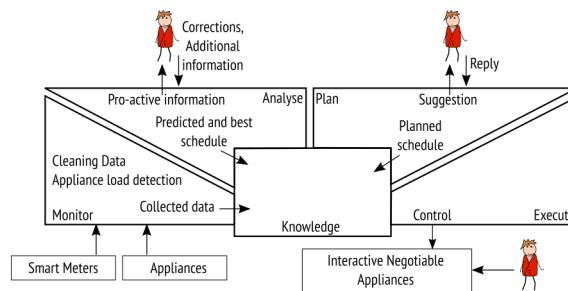 Corrections,
Additional
information
Reply
Pro-active information
Analyse
Plan
Suggestion
Predicted and best
schedule
Planned
schedule
Cleaning Data
Appliance load detection
Collected data
Monitor
Knowledge
Control
Execut
Smart Meters
Appliances
Interactive Negotiable
Appliances